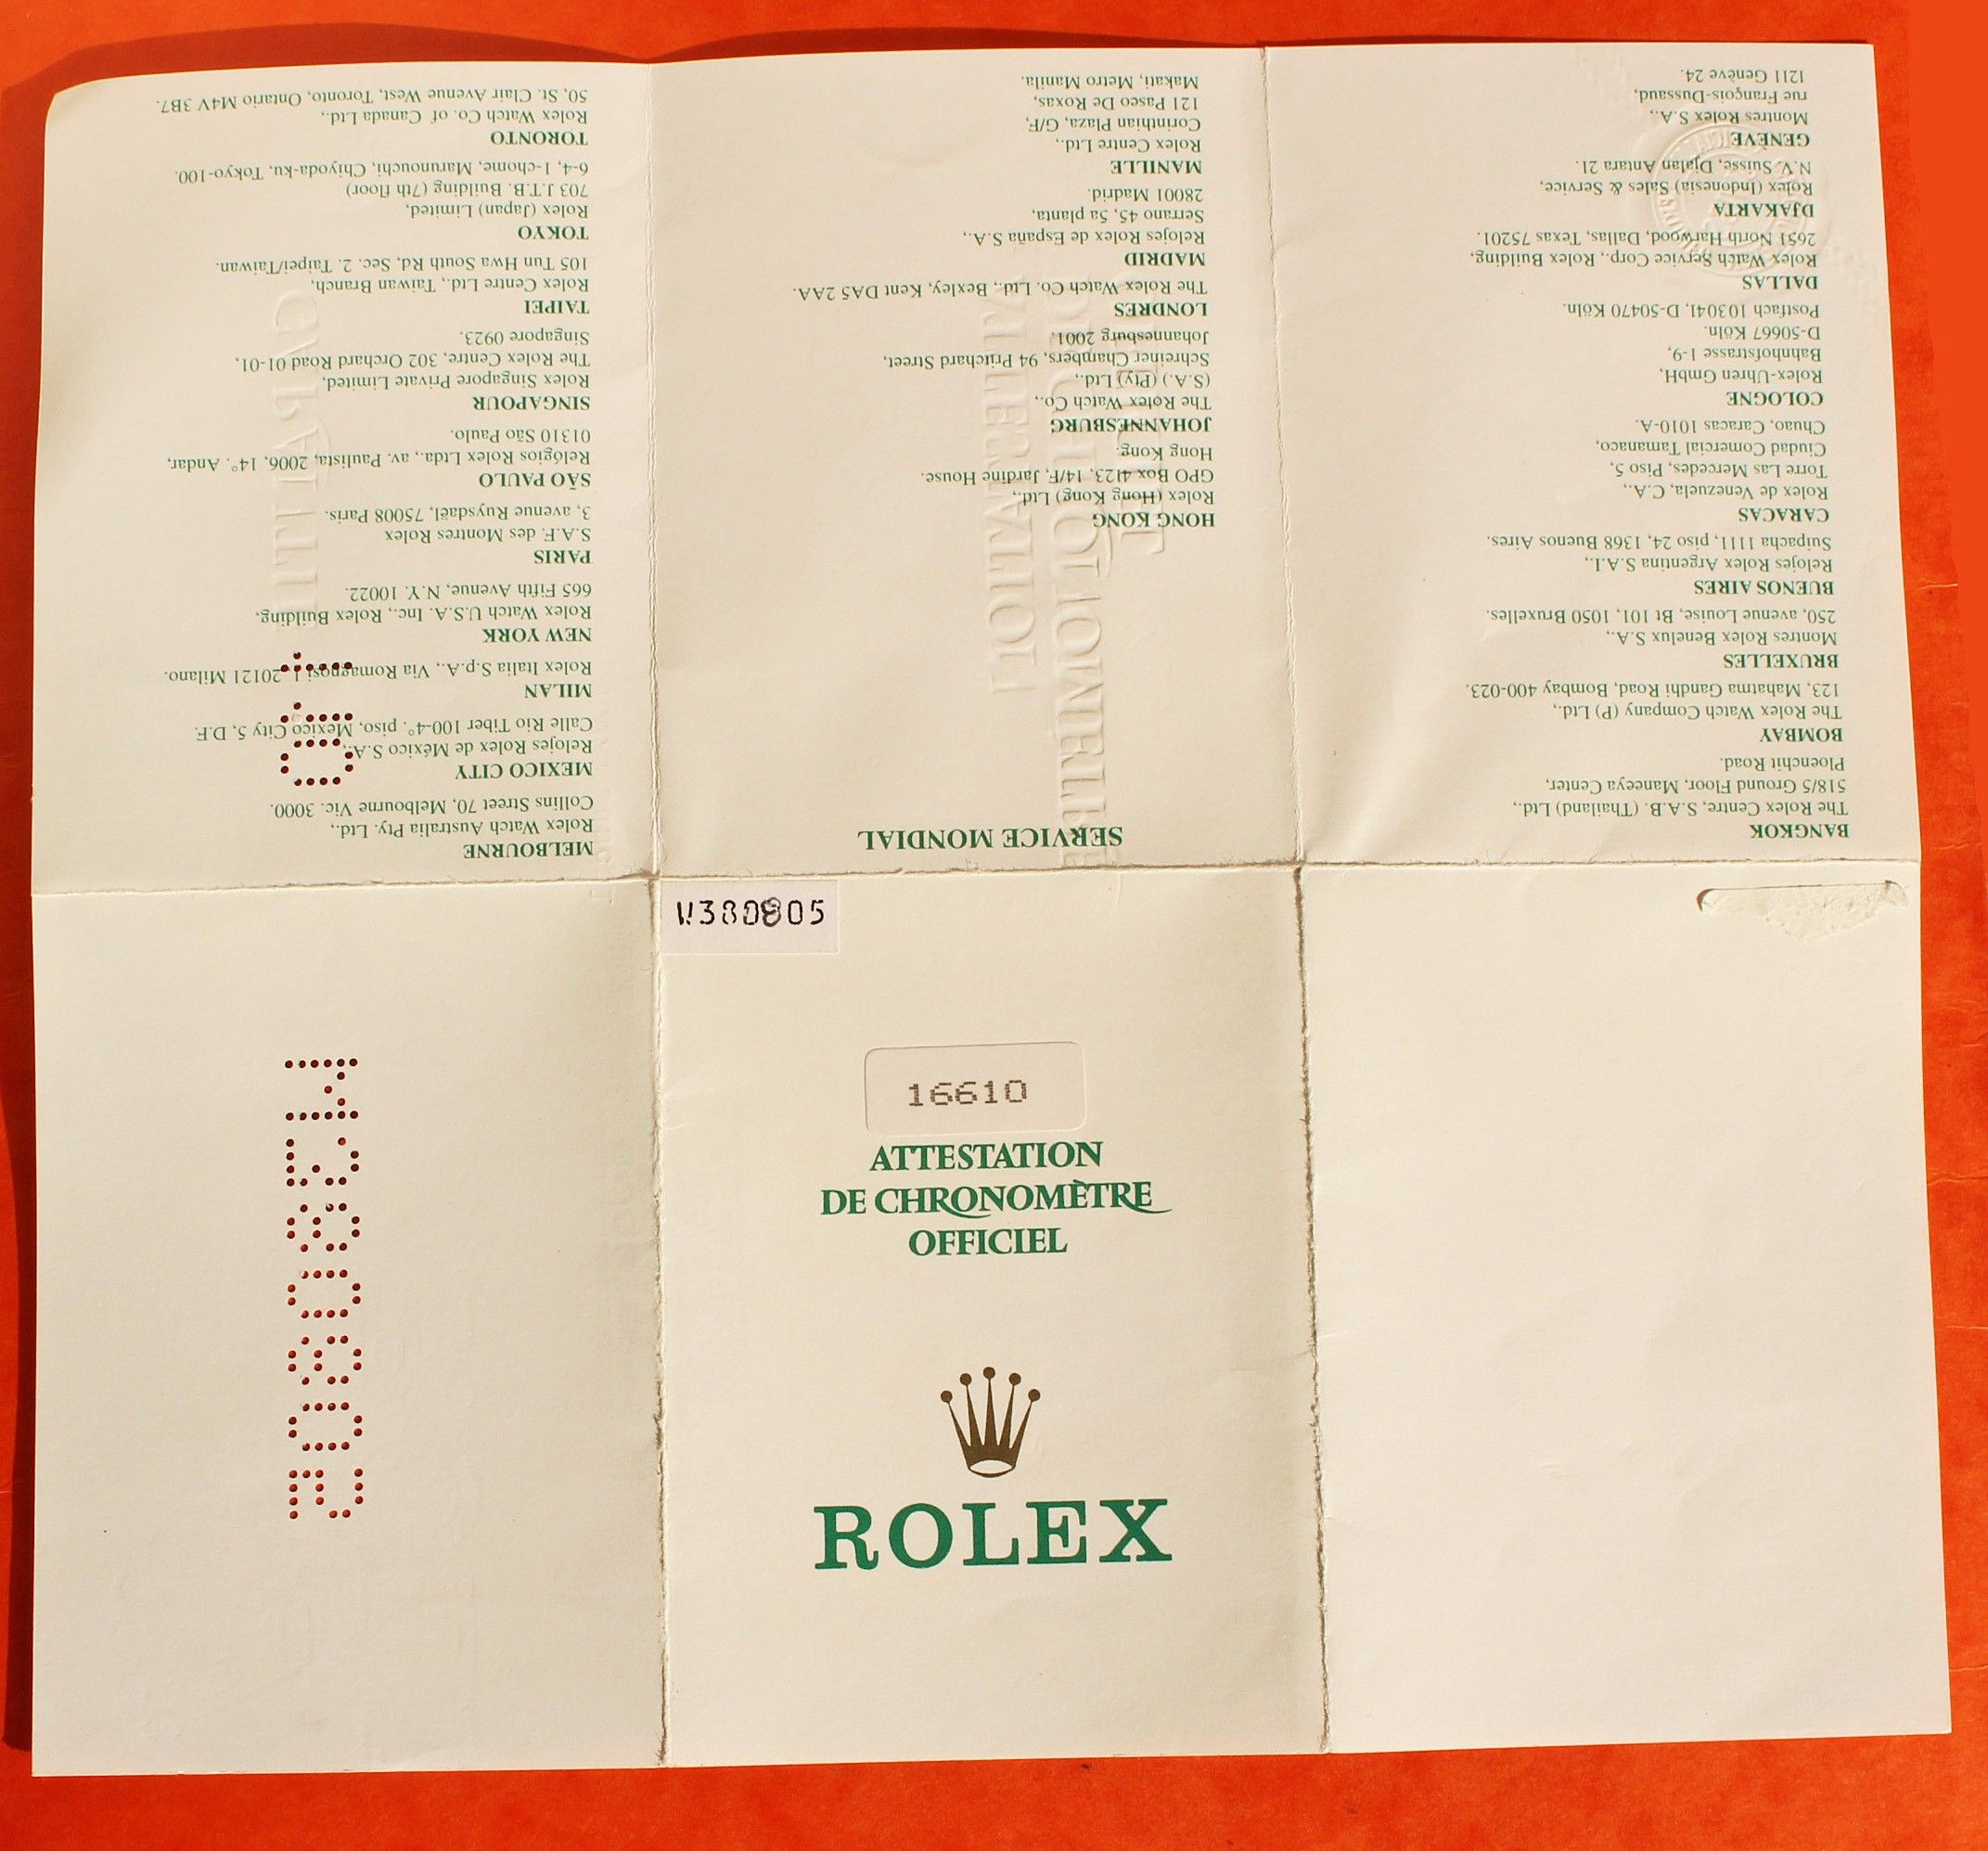 W380805
16610
ATTESTATION
DE CHRONOMÈTRE
OFFICIEL
ROLEX
SERVICE MONDIAL
BANGKOK
The Rolex Centre, S.A.B. (Thailand) Ltd.,
518/5 Ground Floor, Maneeya Center,
Ploenchit Road.
BOMBAY
The Rolex Watch Company (P) Ltd.,
123, Mahatma Gandhi Road, Bombay 400-023.
BRUXELLES
Montres Rolex Benelux S.A.,
250, avenue Louise, Bt 101, 1050 Bruxelles.
BUENOS AIRES
Relojes Rolex Argentina S.A.I.,
Suipacha 1111, piso 24, 1368 Buenos Aires.
CARACAS
Rolex de Venezuela, C.A.,
Torre Las Mercedes, Piso 5,
Ciudad Comercial Tamanaco,
Chuao, Caracas 1010-A.
COLOGNE
Rolex-Uhren GmbH,
Bahnhofstrasse 1-9,
D-50667 Köln.
Postfach 103041, D-50470 Köln.
DALLAS
Rolex Watch Service Corp., Rolex Building,
2651 North Harwood, Dallas, Texas 75201.
DJAKARTA
Rolex (Indonesia) Sales & Service,
N.V. Suisse, Djalan Antara 21.
GENÈVE
Montres Rolex S.A.,
rue François-Dussaud,
1211 Genève 24.
HONG KONG
Rolex (Hong Kong) Ltd.,
GPO Box 4123, 14/F, Jardine House.
Hong Kong.
JOHANNESBURG
The Rolex Watch Co.,
(S.A.) (Pty) Ltd.,
Schreiner Chambers, 94 Pritchard Street,
Johannesburg 2001.
LONDRES
The Rolex Watch Co. Ltd., Bexley, Kent DA5 2AA.
MADRID
Relojes Rolex de España S.A.,
Serrano 45, 5a planta,
28001 Madrid.
MANILLE
Rolex Centre Ltd.,
Corinthian Plaza, G/F,
121 Paseo De Roxas,
Makati, Metro Manila.
MELBOURNE
Rolex Watch Australia Pty. Ltd.,
Collins Street 70, Melbourne Vic. 3000.
MEXICO CITY
Relojes Rolex de México S.A.,
Calle Rio Tiber 100-4°. piso, Mexico City 5, D.F.
MILAN
Rolex Italia S.p.A., Via Romagnosi 1-20121 Milano.
NEW YORK
Rolex Watch U.S.A. Inc., Rolex Building,
665 Fifth Avenue, N.Y. 10022.
PARIS
S.A.F. des Montres Rolex
3, avenue Ruysdaël, 75008 Paris.
SÃO PAULO
Relógios Rolex Ltda., av. Paulista, 2006, 14°. Andar,
01310 São Paulo.
SINGAPOUR
Rolex Singapore Private Limited,
The Rolex Centre, 302 Orchard Road 01-01,
Singapore 0923.
TAIPEI
Rolex Centre Ltd., Taiwan Branch,
105 Tun Hwa South Rd, Sec. 2. Taipei/Taiwan.
TOKYO
Rolex (Japan) Limited,
703 J.T.B. Building (7th floor)
6-4, 1-chome, Marunouchi, Chiyoda-ku, Tokyo-100.
TORONTO
Rolex Watch Co. of Canada Ltd.,
50, St. Clair Avenue West, Toronto, Ontario M4V 3B7.